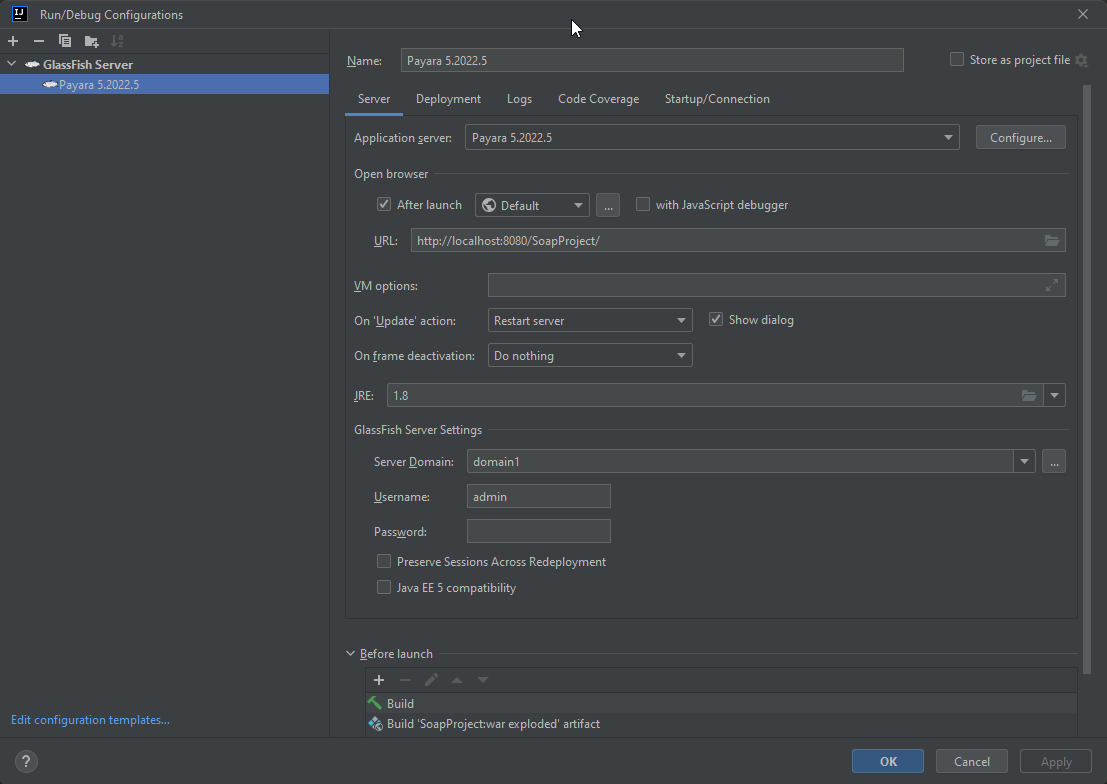 Run/Debug Configurations
GlassFish Server
Payara 5.2022.5
Edit configuration templates...
Name: Payara 5.2022.5
Store as project file
Server Deployment Logs Code Coverage Startup/Connection
Application server: Payara 5.2022.5 Configure...
Open browser
After launch Default ... with JavaScript debugger
URL: http://localhost:8080/SoapProject/
VM options:
On 'Update' action: Restart server Show dialog
On frame deactivation: Do nothing
JRE: 1.8
GlassFish Server Settings
Server Domain: domain1 ...
Username: admin
Password:
Preserve Sessions Across Redeployment
Java EE 5 compatibility
Before launch
Build
Build 'SoapProject:war exploded' artifact
? OK Cancel Apply